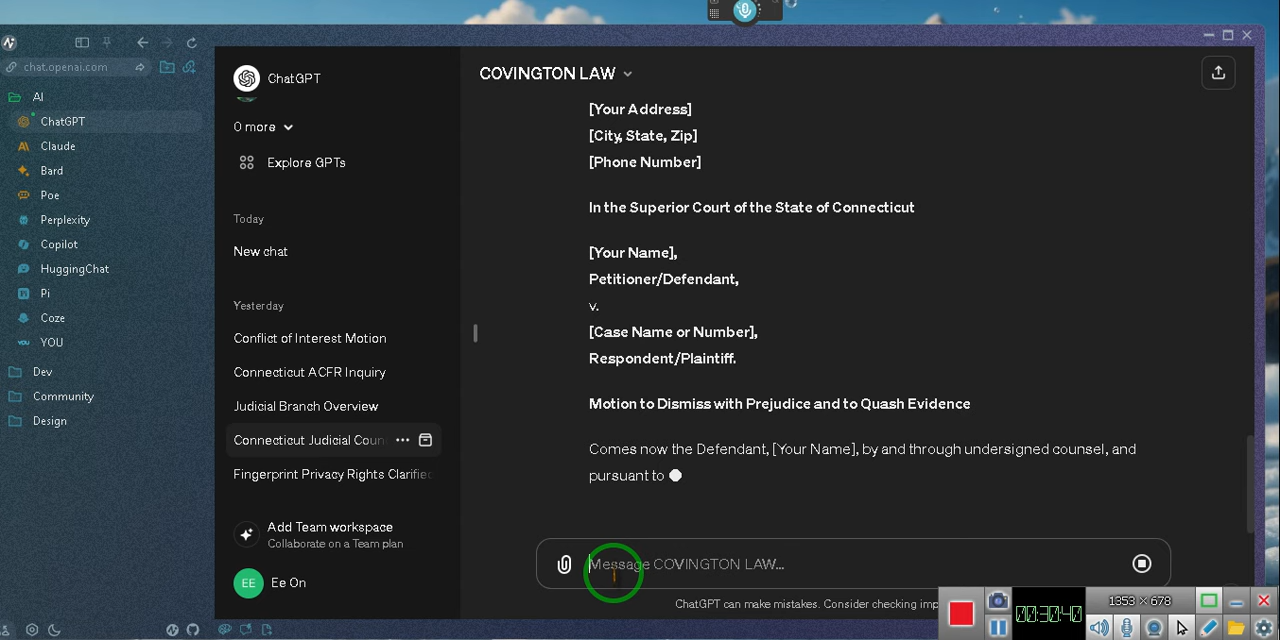 chat.openai.com
AI
ChatGPT
Claude
Bard
Poe
Perplexity
Copilot
HuggingChat
Pi
Coze
YOU
YOU
Dev
Community
Design
ChatGPT
0 more
Explore GPTs
Today
New chat
Yesterday
Conflict of Interest Motion
Connecticut ACFR Inquiry
Judicial Branch Overview
Connecticut Judicial Coun
Fingerprint Privacy Rights Clarified
Add Team workspace
Collaborate on a Team plan
EE
Ee On
COVINGTON LAW
[Your Address]
[City, State, Zip]
[Phone Number]
In the Superior Court of the State of Connecticut
[Your Name],
Petitioner/Defendant,
v.
[Case Name or Number],
Respondent/Plaintiff.
Motion to Dismiss with Prejudice and to Quash Evidence
Comes now the Defendant, [Your Name], by and through undersigned counsel, and
pursuant to
Message COVINGTON LAW...
ChatGPT can make mistakes. Consider checking imp
00:30:40
1353 × 678